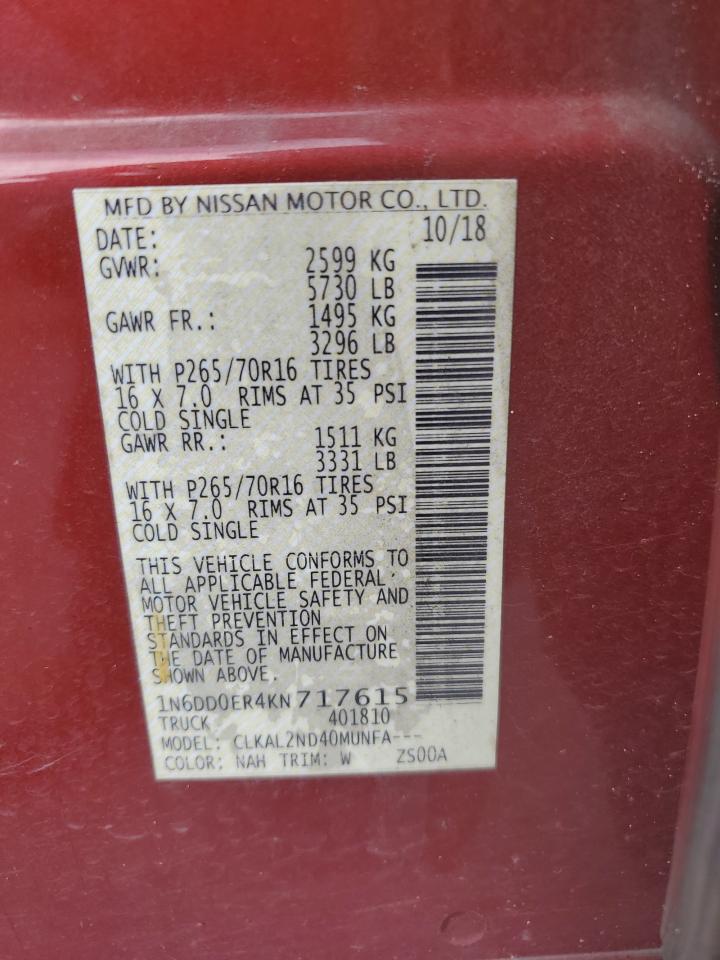 MFD BY NISSAN MOTOR CO., LTD.
DATE: 10/18
GVWR: 2599 KG
5730 LB
GAWR FR.: 1495 KG
3296 LB
WITH P265/70R16 TIRES
16 X 7.0 RIMS AT 35 PSI
COLD SINGLE
GAWR RR.: 1511 KG
3331 LB
WITH P265/70R16 TIRES
16 X 7.0 RIMS AT 35 PSI
COLD SINGLE
THIS VEHICLE CONFORMS TO
ALL APPLICABLE FEDERAL
MOTOR VEHICLE SAFETY AND
THEFT PREVENTION
STANDARDS IN EFFECT ON
THE DATE OF MANUFACTURE
SHOWN ABOVE.
1N6DD0ER4KN717615
TRUCK 401810
MODEL: CLKAL2ND40MUNFA---
COLOR: NAH TRIM: W ZS00A